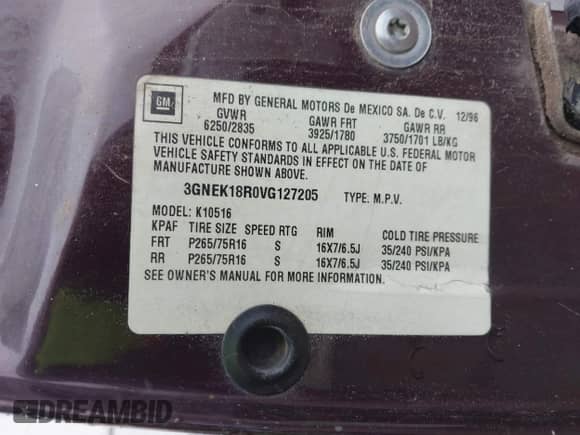 GM
MFD BY GENERAL MOTORS De MEXICO SA. De C.V. 12/96
GVWR GAWR FRT GAWR RR
6250/2835 3925/1780 3750/1701 LB/KG
THIS VEHICLE CONFORMS TO ALL APPLICABLE U.S. FEDERAL MOTOR
VEHICLE SAFETY STANDARDS IN EFFECT ON THE DATE OF
MANUFACTURE SHOWN ABOVE.
3GNEK18R0VG127205 TYPE: M.P.V.
MODEL: K10516
KPAF TIRE SIZE SPEED RTG RIM COLD TIRE PRESSURE
FRT P265/75R16 S 16X7/6.5J 35/240 PSI/KPA
RR P265/75R16 S 16X7/6.5J 35/240 PSI/KPA
SEE OWNER'S MANUAL FOR MORE INFORMATION.
DREAMBID